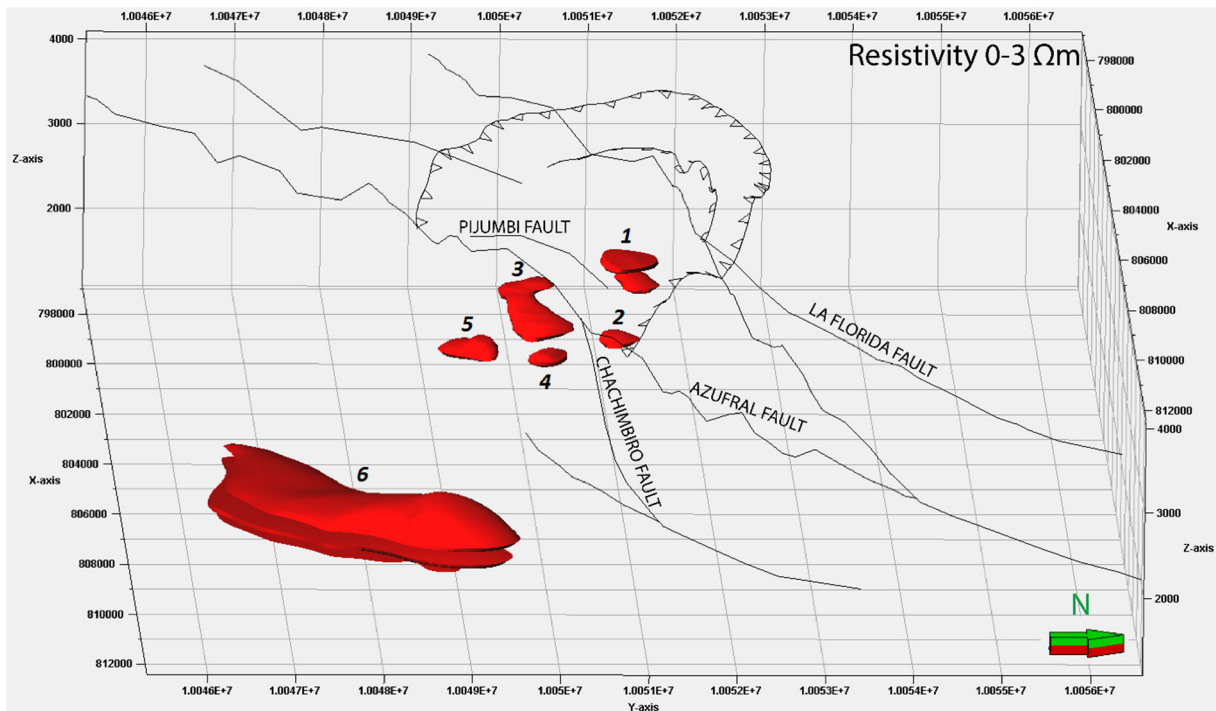 1.0046E+7 1.0047E+7 1.0048E+7 1.0049E+7 1.005E+7 1.0051E+7 1.0052E+7 1.0053E+7 1.0054E+7 1.0055E+7 1.0056E+7
Resistivity 0-3 Ωm
4000
3000
Z-axis
2000
798000
800000
802000
804000
X-axis
806000
808000
810000
812000
798000
800000
802000
804000
X-axis
806000
808000
810000
812000
4000
3000
Z-axis
2000
PIJUMBI FAULT
1
3
2
5
4
6
LA FLORIDA FAULT
AZUFRAL FAULT
CHACHIMBIRO FAULT
N
1.0046E+7 1.0047E+7 1.0048E+7 1.0049E+7 1.005E+7 1.0051E+7 1.0052E+7 1.0053E+7 1.0054E+7 1.0055E+7 1.0056E+7
Y-axis